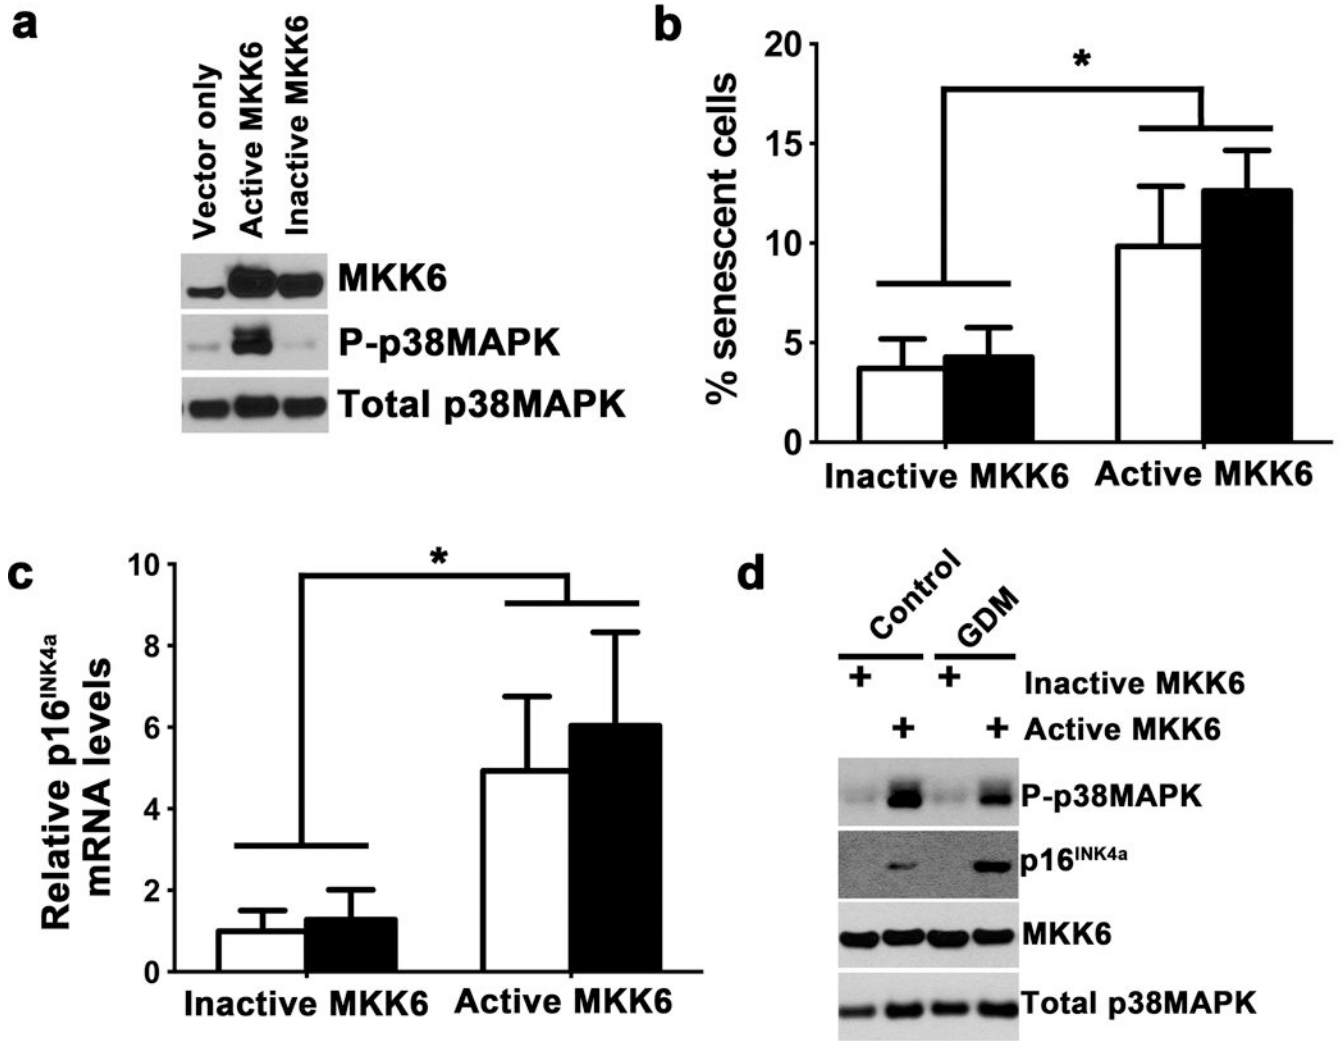 a
Vector only
Active MKK6
Inactive MKK6
MKK6
P-p38MAPK
Total p38MAPK
b
% senescent cells
20
15
10
5
0
*
Inactive MKK6
Active MKK6
c
Relative p16INK4a
mRNA levels
10
8
6
4
2
0
*
Inactive MKK6
Active MKK6
d
Control
GDM
+ + Inactive MKK6
+ + Active MKK6
P-p38MAPK
p16INK4a
MKK6
Total p38MAPK